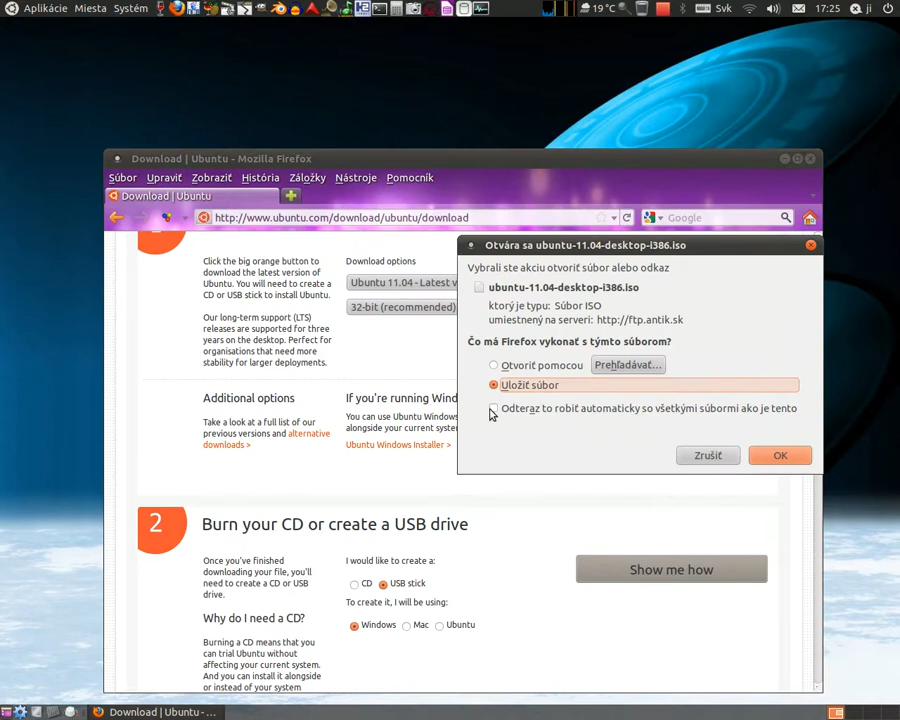 Aplikácie Miesta Systém
19 °C
Svk
17:25
ji
Download | Ubuntu - Mozilla Firefox
Súbor Upraviť Zobraziť História Záložky Nástroje Pomocník
Download | Ubuntu
http://www.ubuntu.com/download/ubuntu/download
Google
Click the big orange button to
download the latest version of
Ubuntu. You will need to create a
CD or USB stick to install Ubuntu.
Our long-term support (LTS)
releases are supported for three
years on the desktop. Perfect for
organisations that need more
stability for larger deployments.
Download options
Ubuntu 11.04 - Latest v
32-bit (recommended)
Additional options
Take a look at a full list of our
previous versions and alternative
downloads >
If you're running Wind
You can use Ubuntu Windows
alongside your current system
Ubuntu Windows Installer >
Otvára sa ubuntu-11.04-desktop-i386.iso
Vybrali ste akciu otvoriť súbor alebo odkaz
ubuntu-11.04-desktop-i386.iso
ktorý je typu: Súbor ISO
umiestnený na serveri: http://ftp.antik.sk
Čo má Firefox vykonať s týmto súborom?
Otvoriť pomocou
Prehľadávať...
Uložiť súbor
Odteraz to robiť automaticky so všetkými súbormi ako je tento
Zrušiť
OK
2
Burn your CD or create a USB drive
Once you've finished
downloading your file, you'll
need to create a CD or USB
drive.
Why do I need a CD?
Burning a CD means that you
can trial Ubuntu without
affecting your current system.
And you can install it alongside
or instead of your system
I would like to create a:
CD USB stick
To create it, I will be using:
Windows Mac Ubuntu
Show me how
Download | Ubuntu - ...